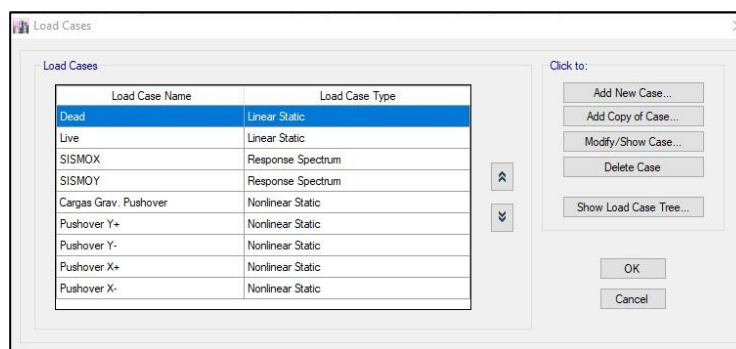 Load Cases
Load Cases
Click to:
Load Case Name Load Case Type
Dead Linear Static
Live Linear Static
SISMOX Response Spectrum
SISMOY Response Spectrum
Cargas Grav. Pushover Nonlinear Static
Pushover Y+ Nonlinear Static
Pushover Y- Nonlinear Static
Pushover X+ Nonlinear Static
Pushover X- Nonlinear Static
Add New Case...
Add Copy of Case...
Modify/Show Case...
Delete Case
Show Load Case Tree...
OK
Cancel